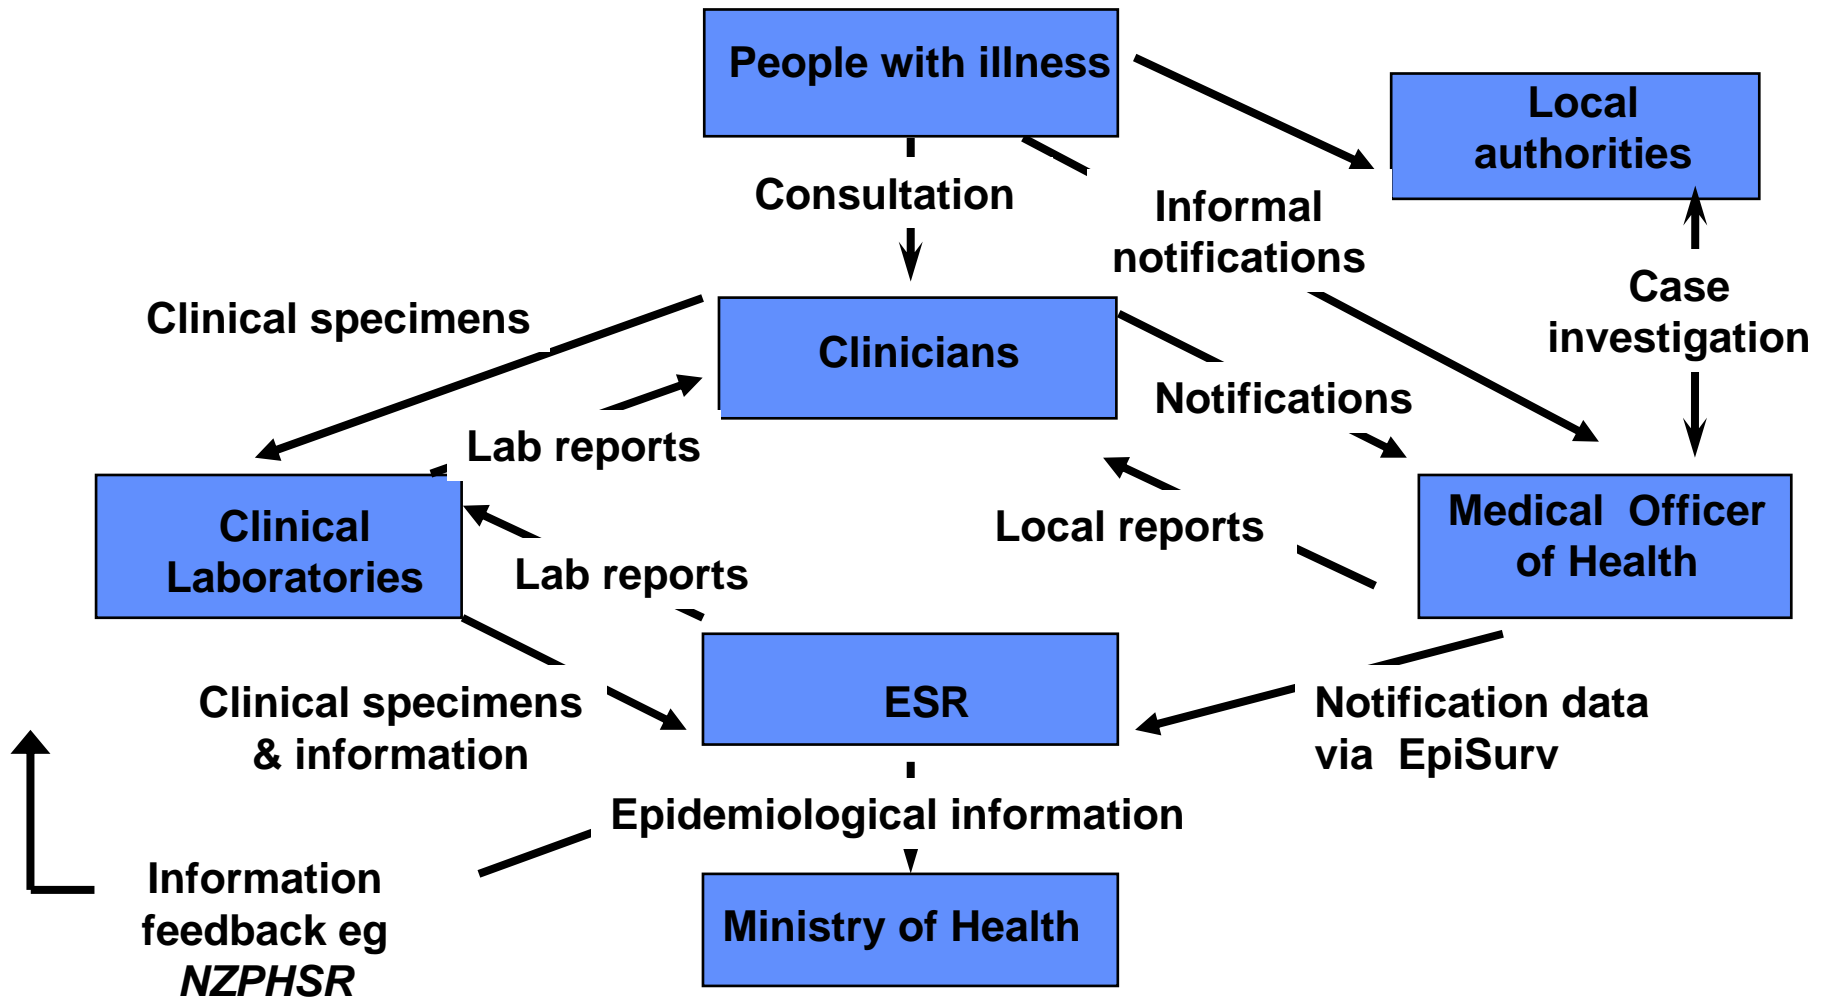 People with illness
Local
authorities
Consultation
Informal
notifications
Case
investigation
Clinical specimens
Clinicians
Notifications
Lab reports
Clinical
Laboratories
Local reports
Medical  Officer
of Health
Lab reports
ESR
Clinical specimens
& information
Notification data
via  EpiSurv
Epidemiological information
Information
feedback eg
NZPHSR
Ministry of Health